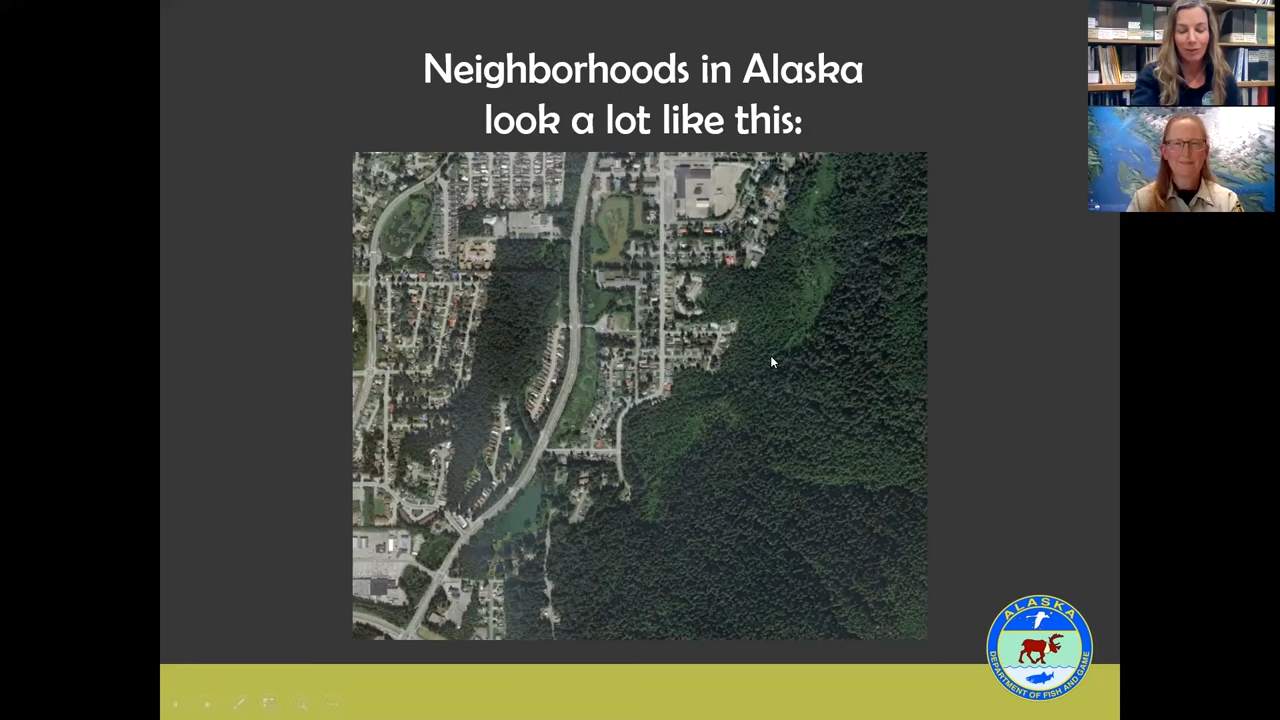 Neighborhoods in Alaska
look a lot like this:
ALASKA
DEPARTMENT OF FISH AND GAME